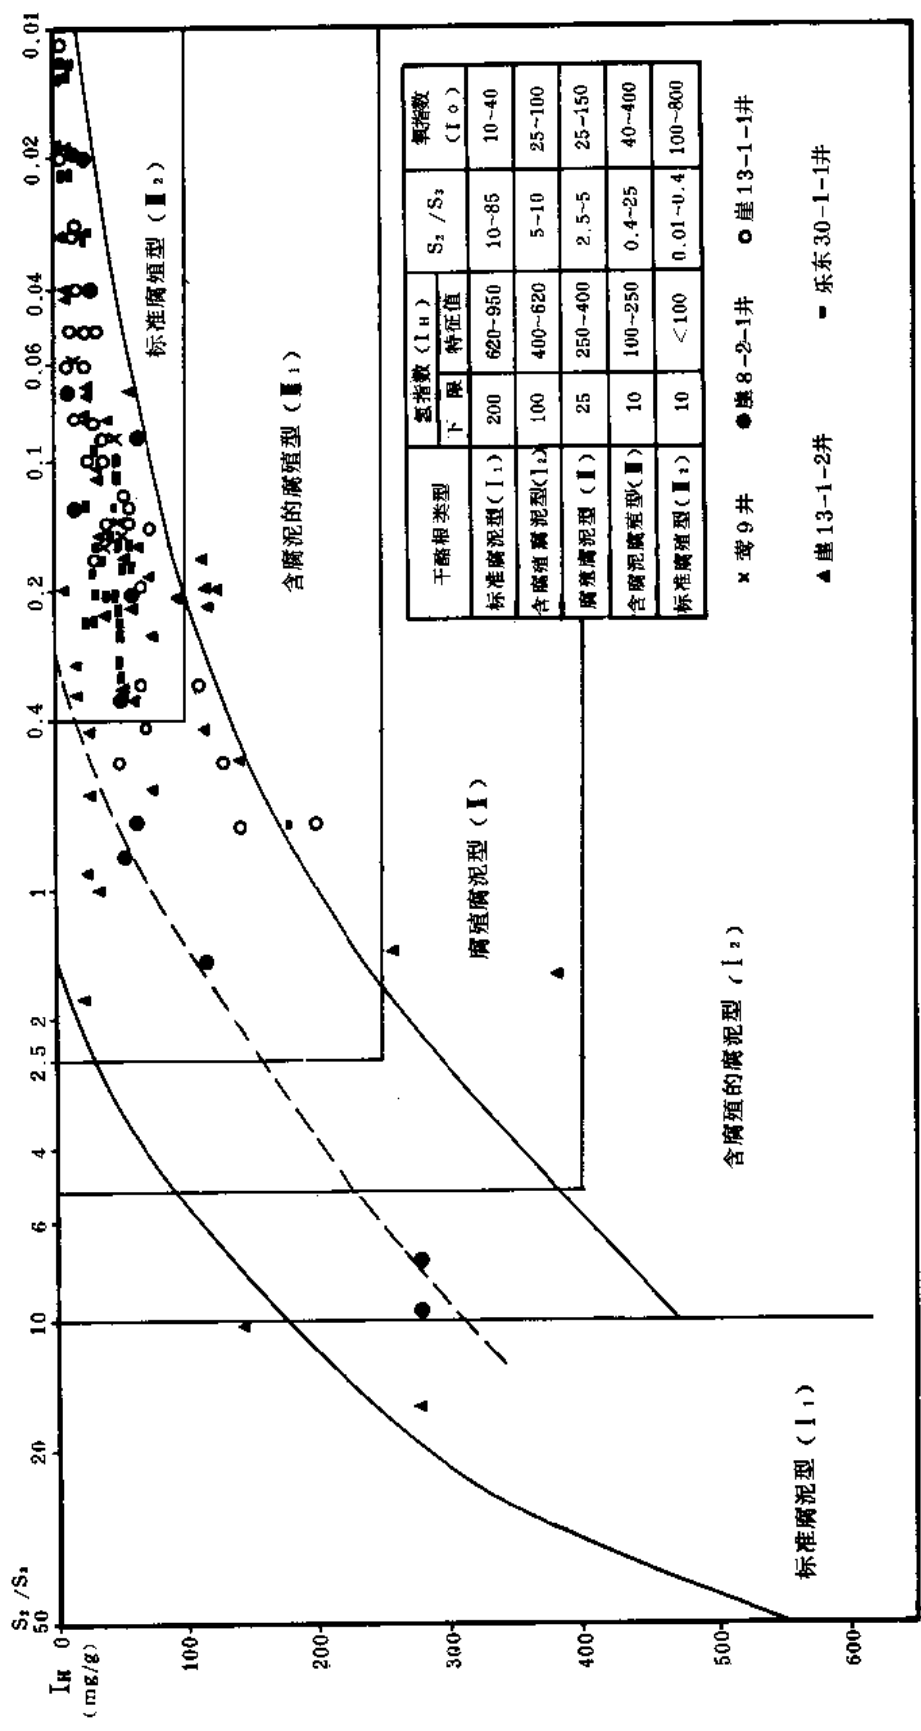 S₂/S₃
50
20
10
6
4
2.5
2
1
0.4
0.2
0.1
0.06
0.04
0.02
0.01
I_H
(mg/g)
0
100
200
300
400
500
600
标准腐殖型(Ⅲ₂)
含腐泥的腐殖型(Ⅲ₁)
腐殖腐泥型(Ⅱ)
含腐殖的腐泥型(Ⅰ₂)
标准腐泥型(Ⅰ₁)
干酪根类型 氢指数(I_H) S₂/S₃ 氧指数(I₀)
下限 特征值
标准腐泥型(Ⅰ₁) 200 620~950 10~85 10~40
含腐殖腐泥型(Ⅰ₂) 100 400~620 5-10 25~100
腐殖腐泥型(Ⅱ) 25 250~400 2.5~5 25-150
含腐泥腐殖型(Ⅲ) 10 100~250 0.4~25 40~400
标准腐殖型(Ⅲ₂) 10 <100 0.01~0.4 100~800
× 莺9井 ● 崖8-2-1井 ○ 崖13-1-1井
▲ 崖13-1-2井 ▬ 乐东30-1-1井